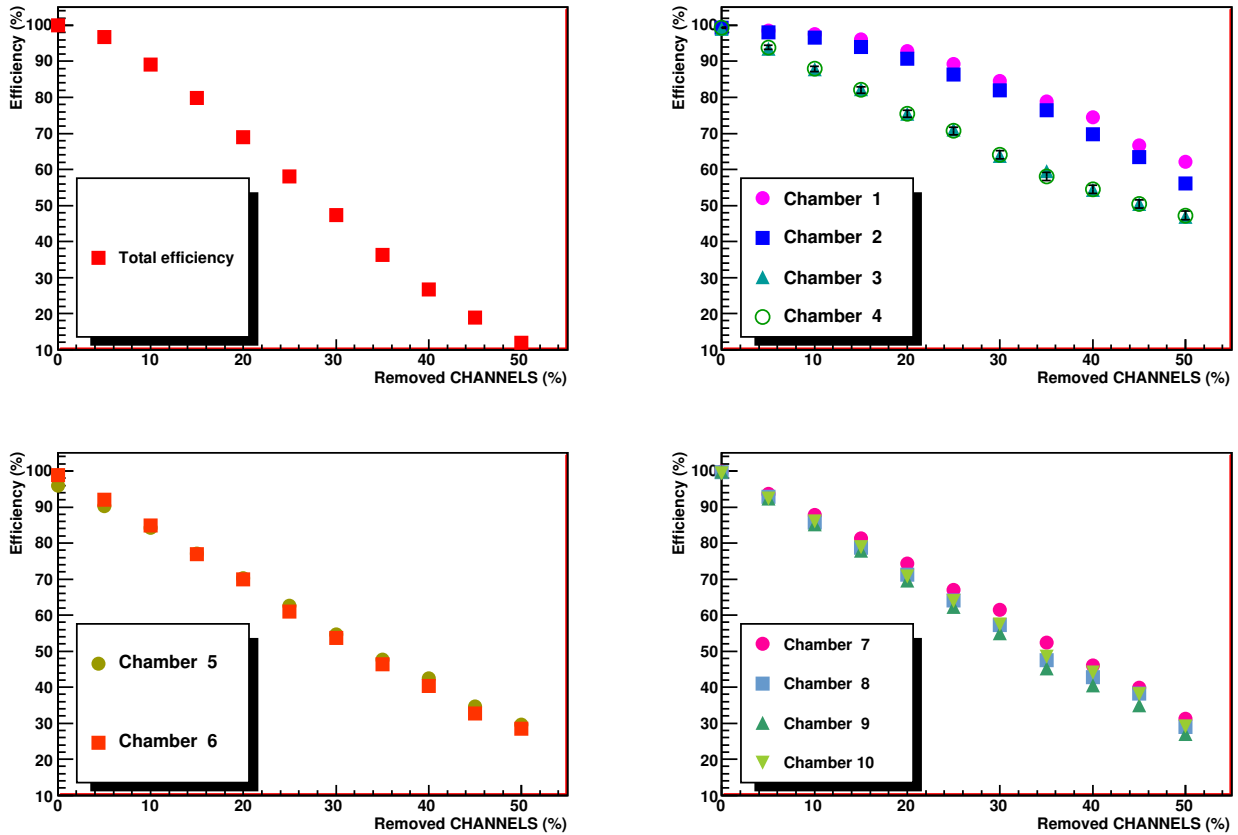 Efficiency (%)
100
90
80
70
60
50
40
30
20
10
Total efficiency
0 10 20 30 40 50
Removed CHANNELS (%)
Efficiency (%)
100
90
80
70
60
50
40
30
20
10
Chamber 1
Chamber 2
Chamber 3
Chamber 4
0 10 20 30 40 50
Removed CHANNELS (%)
Efficiency (%)
100
90
80
70
60
50
40
30
20
10
Chamber 5
Chamber 6
0 10 20 30 40 50
Removed CHANNELS (%)
Efficiency (%)
100
90
80
70
60
50
40
30
20
10
Chamber 7
Chamber 8
Chamber 9
Chamber 10
0 10 20 30 40 50
Removed CHANNELS (%)